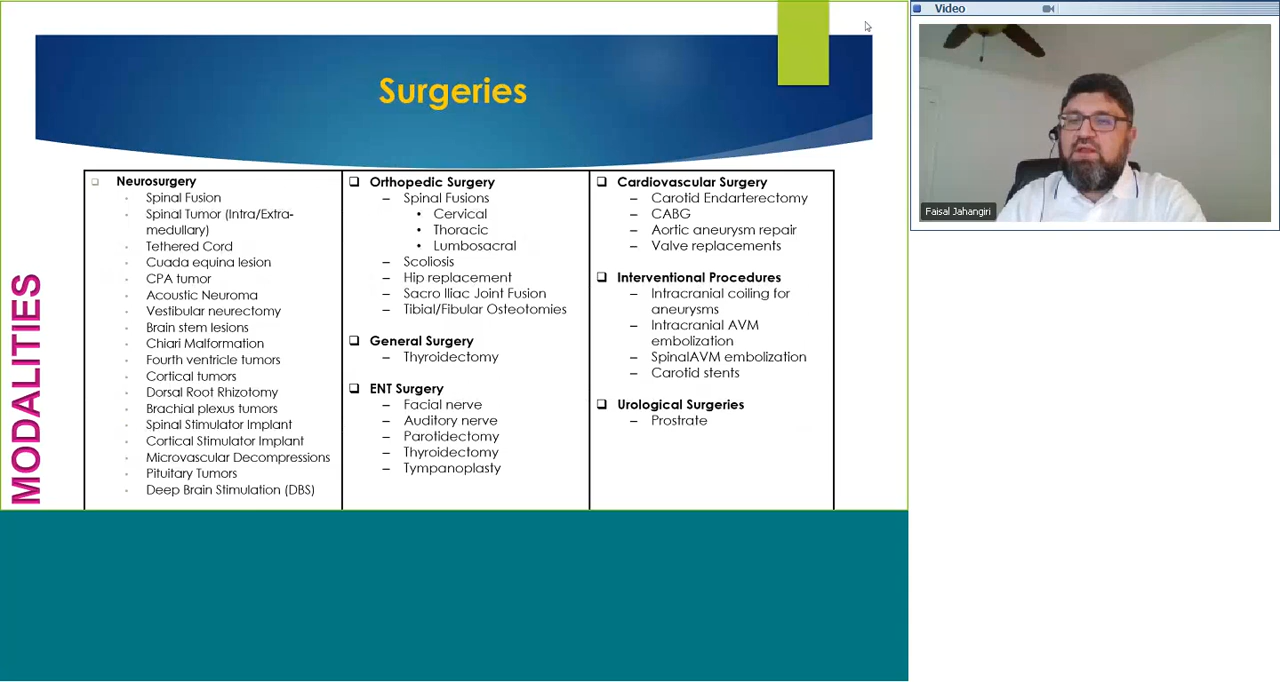 Surgeries
MODALITIES
Neurosurgery
Spinal Fusion
Spinal Tumor (Intra/Extra-
medullary)
Tethered Cord
Cuada equina lesion
CPA tumor
Acoustic Neuroma
Vestibular neurectomy
Brain stem lesions
Chiari Malformation
Fourth ventricle tumors
Cortical tumors
Dorsal Root Rhizotomy
Brachial plexus tumors
Spinal Stimulator Implant
Cortical Stimulator Implant
Microvascular Decompressions
Pituitary Tumors
Deep Brain Stimulation (DBS)
Orthopedic Surgery
Spinal Fusions
Cervical
Thoracic
Lumbosacral
Scoliosis
Hip replacement
Sacro Iliac Joint Fusion
Tibial/Fibular Osteotomies
General Surgery
Thyroidectomy
ENT Surgery
Facial nerve
Auditory nerve
Parotidectomy
Thyroidectomy
Tympanoplasty
Cardiovascular Surgery
Carotid Endarterectomy
CABG
Aortic aneurysm repair
Valve replacements
Interventional Procedures
Intracranial coiling for
aneurysms
Intracranial AVM
embolization
SpinalAVM embolization
Carotid stents
Urological Surgeries
Prostrate
Video
Faisal Jahangiri